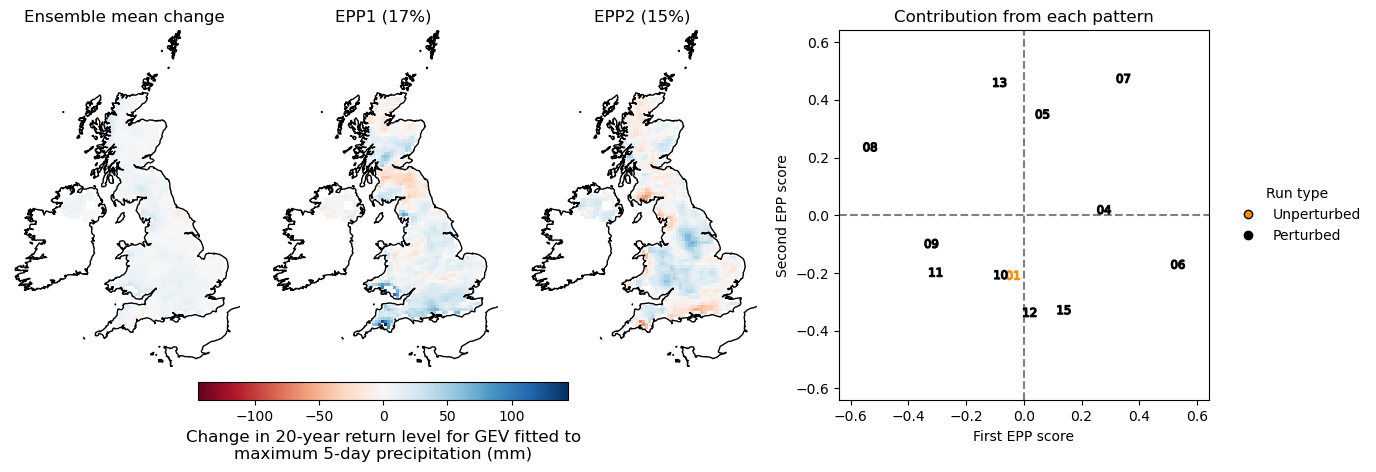 Ensemble mean change
EPP1 (17%)
EPP2 (15%)
Contribution from each pattern
−100
−50
0
50
100
Change in 20-year return level for GEV fitted to
maximum 5-day precipitation (mm)
Second EPP score
0.6
0.4
0.2
0.0
−0.2
−0.4
−0.6
13
07
05
08
04
09
11
10
01
06
12
15
−0.6
−0.4
−0.2
0.0
0.2
0.4
0.6
First EPP score
Run type
Unperturbed
Perturbed